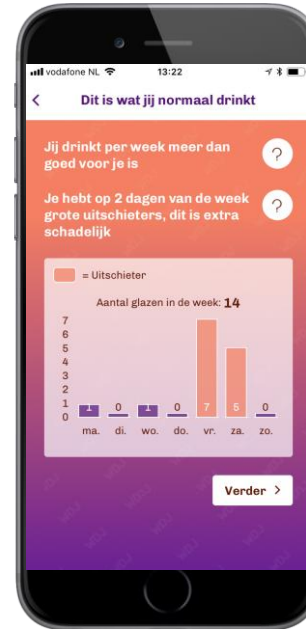 vodafone NL 13:22
Dit is wat jij normaal drinkt
Jij drinkt per week meer dan
goed voor je is
?
Je hebt op 2 dagen van de week
grote uitschieters, dit is extra
schadelijk
?
= Uitschieter
Aantal glazen in de week: 14
7
6
5
4
3
2
1
0
1 0 1 0 7 5 0
ma. di. wo. do. vr. za. zo.
Verder >